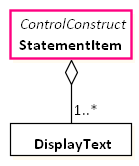 ControlConstruct
StatementItem
1..*
DisplayText